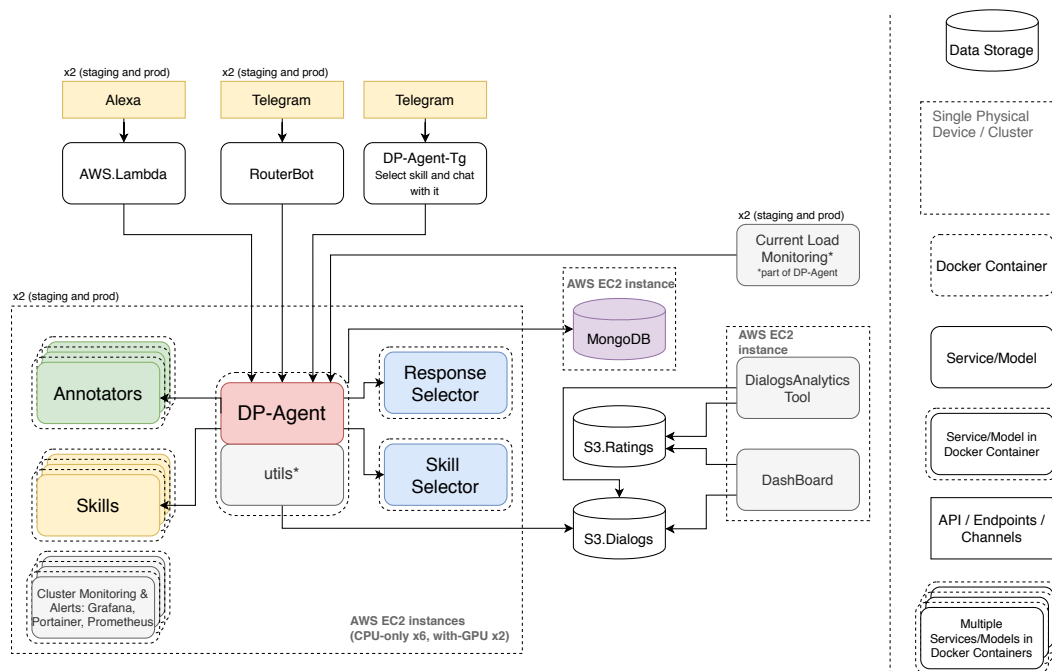 x2 (staging and prod)
Alexa
x2 (staging and prod)
Telegram
Telegram
AWS.Lambda
RouterBot
DP-Agent-Tg
Select skill and chat
with it
x2 (staging and prod)
Current Load
Monitoring*
*part of DP-Agent
x2 (staging and prod)
AWS EC2 instance
MongoDB
AWS EC2
instance
Annotators
DP-Agent
utils*
Response
Selector
Skill
Selector
DialogsAnalytics
Tool
S3.Ratings
DashBoard
S3.Dialogs
Skills
Cluster Monitoring &
Alerts: Grafana,
Portainer, Prometheus
AWS EC2 instances
(CPU-only x6, with-GPU x2)
Data Storage
Single Physical
Device / Cluster
Docker Container
Service/Model
Service/Model in
Docker Container
API / Endpoints /
Channels
Multiple
Services/Models in
Docker Containers